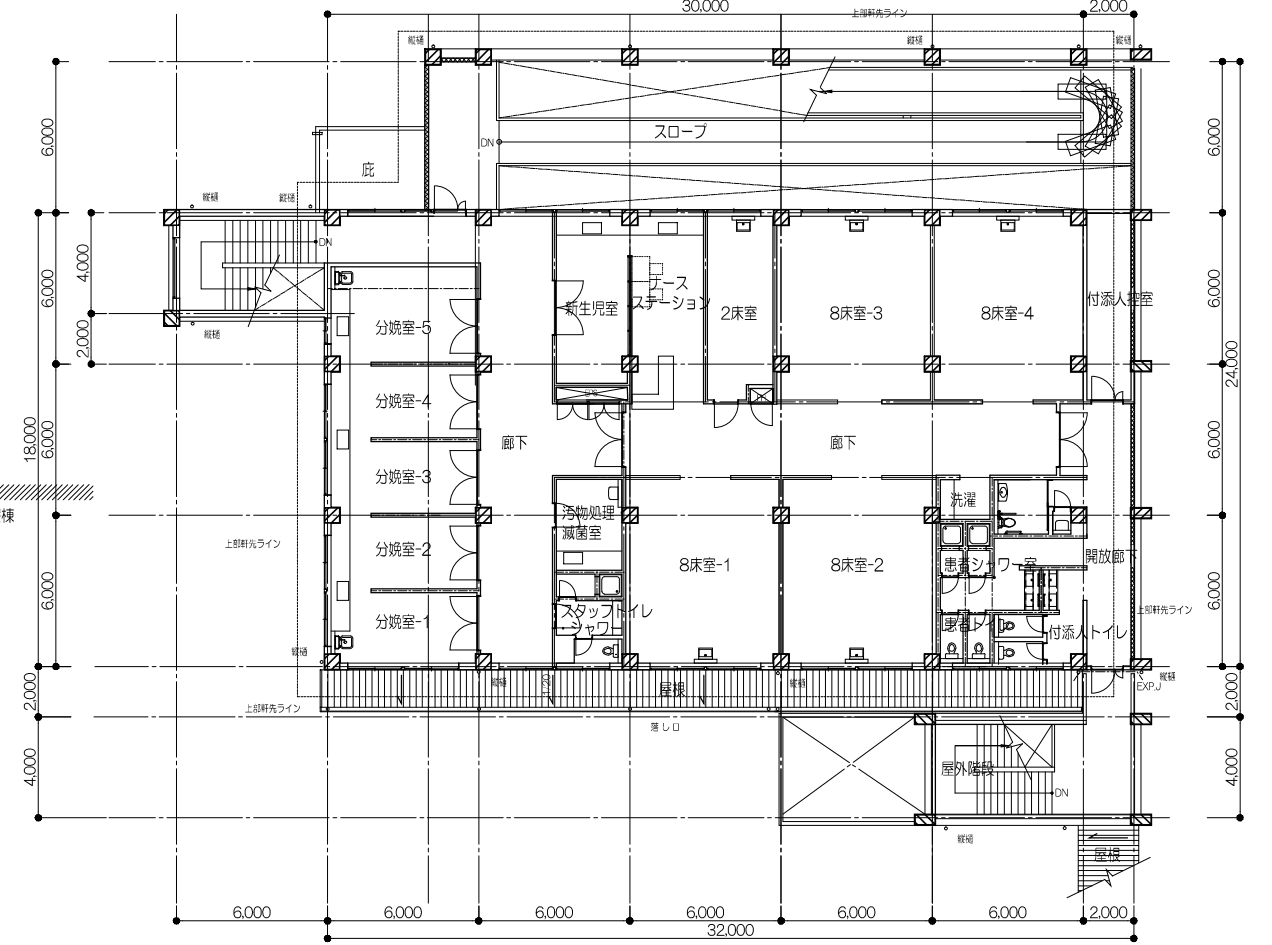 30,000
2,000
上部軒先ライン
縦樋
縦樋
縦樋
6,000
スロープ
DN
6,000
庇
縦樋
縦樋
DN
4,000
6,000
2,000
縦樋
分娩室-5
新生児室
ナース
ステーション
2床室
8床室-3
8床室-4
付添人控室
6,000
24,000
18,000
6,000
分娩室-4
廊下
廊下
6,000
分娩室-3
棟
汚物処理
滅菌室
洗濯
上部軒先ライン
分娩室-2
8床室-1
8床室-2
患者シャワー室
開放廊下
6,000
6,000
分娩室-1
スタッフトイレ
シャワー
患者トイ
付添人トイレ
上部軒先ライン
縦樋
2,000
縦樋
1/20
屋根
縦樋
縦樋
EXP.J
2,000
上部軒先ライン
落し口
4,000
屋外階段
DN
4,000
縦樋
屋根
6,000
6,000
6,000
6,000
6,000
6,000
2,000
32,000